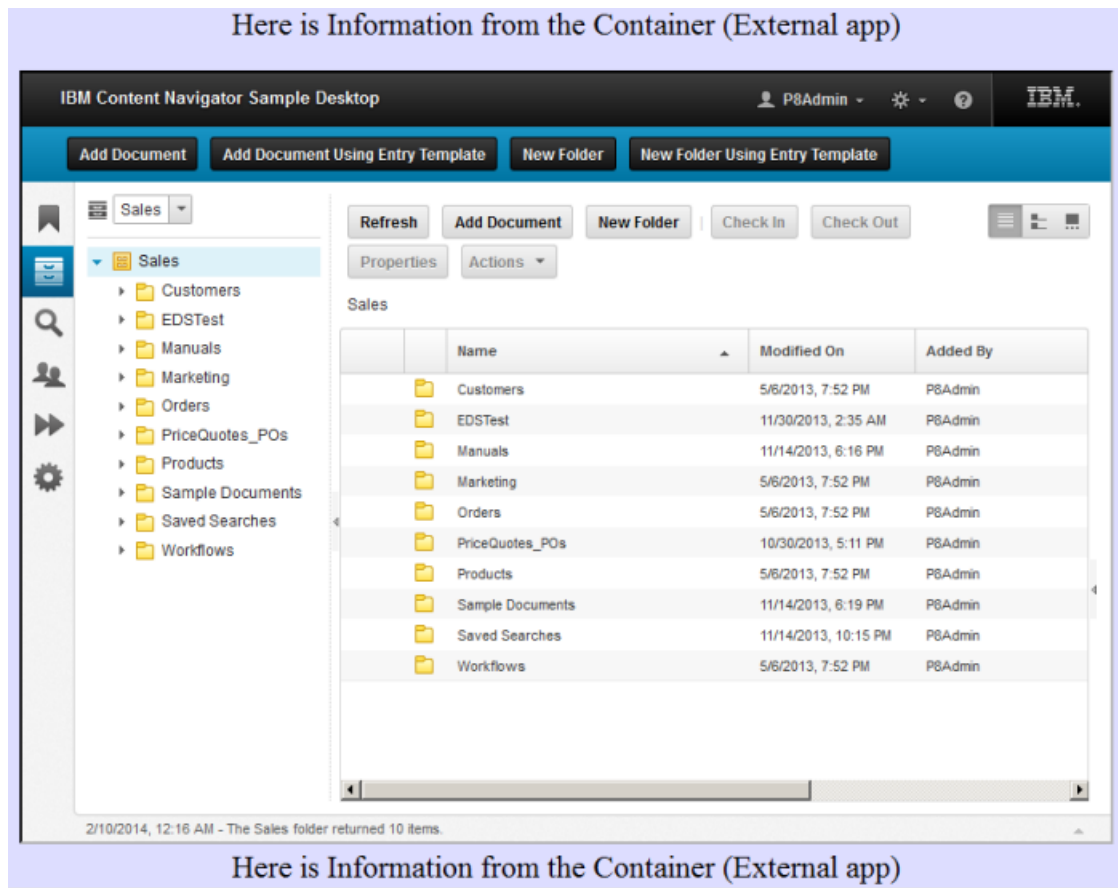 Here is Information from the Container (External app)
IBM Content Navigator Sample Desktop
P8Admin
IBM.
Add Document
Add Document Using Entry Template
New Folder
New Folder Using Entry Template
Sales
Sales
Customers
EDSTest
Manuals
Marketing
Orders
PriceQuotes_POs
Products
Sample Documents
Saved Searches
Workflows
Refresh
Add Document
New Folder
Check In
Check Out
Properties
Actions
Sales
Name Modified On Added By
Customers 5/6/2013, 7:52 PM P8Admin
EDSTest 11/30/2013, 2:35 AM P8Admin
Manuals 11/14/2013, 6:16 PM P8Admin
Marketing 5/6/2013, 7:52 PM P8Admin
Orders 5/6/2013, 7:52 PM P8Admin
PriceQuotes_POs 10/30/2013, 5:11 PM P8Admin
Products 5/6/2013, 7:52 PM P8Admin
Sample Documents 11/14/2013, 6:19 PM P8Admin
Saved Searches 11/14/2013, 10:15 PM P8Admin
Workflows 5/6/2013, 7:52 PM P8Admin
2/10/2014, 12:16 AM - The Sales folder returned 10 items.
Here is Information from the Container (External app)